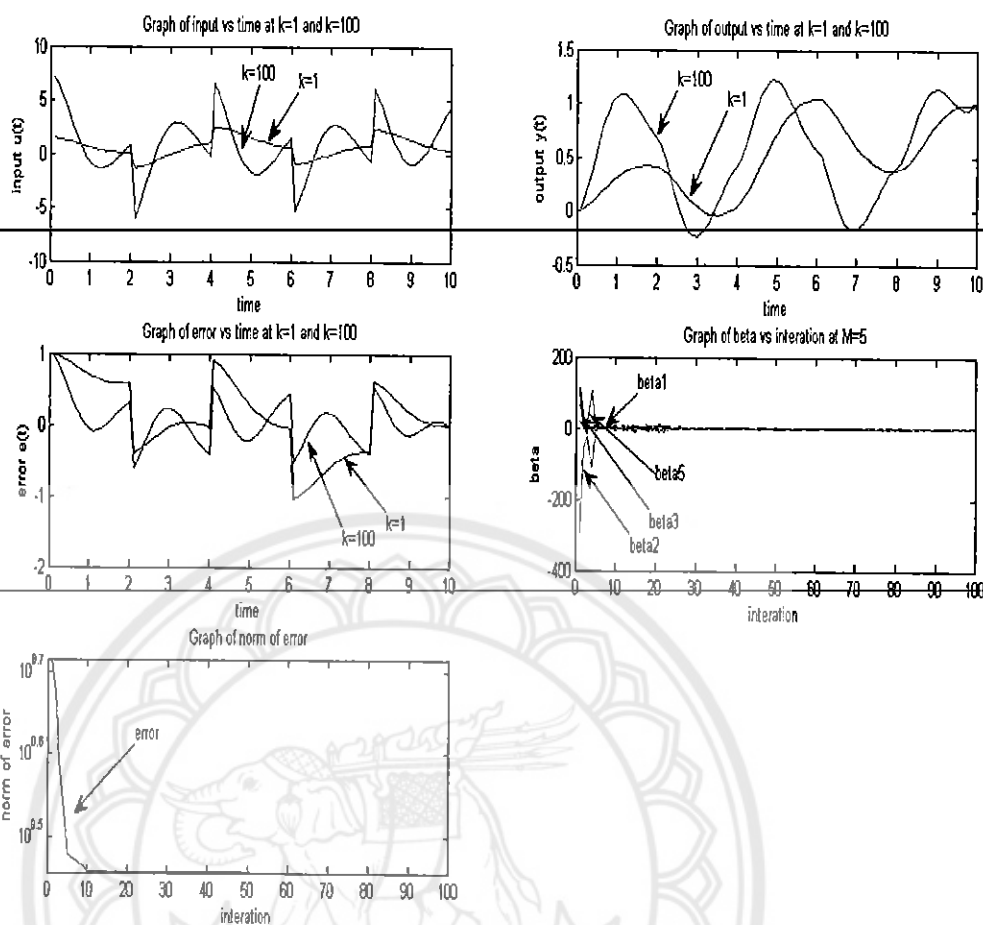 Graph of input vs time at k=1 and k=100
10
5
0
-5
-10
input u(t)
k=100
k=1
0 1 2 3 4 5 6 7 8 9 10
time
Graph of output vs time at k=1 and k=100
1.5
1
0.5
0
-0.5
output y(t)
k=100
k=1
0 1 2 3 4 5 6 7 8 9 10
time
Graph of error vs time at k=1 and k=100
1
0
-1
-2
error e(t)
k=100
k=1
0 1 2 3 4 5 6 7 8 9 10
time
Graph of beta vs interation at M=5
200
0
-200
-400
beta
beta1
beta5
beta3
beta2
0 10 20 30 40 50 60 70 80 90 100
interation
Graph of norm of error
10^0.7
10^0.6
10^0.5
norm of error
error
0 10 20 30 40 50 60 70 80 90 100
interation